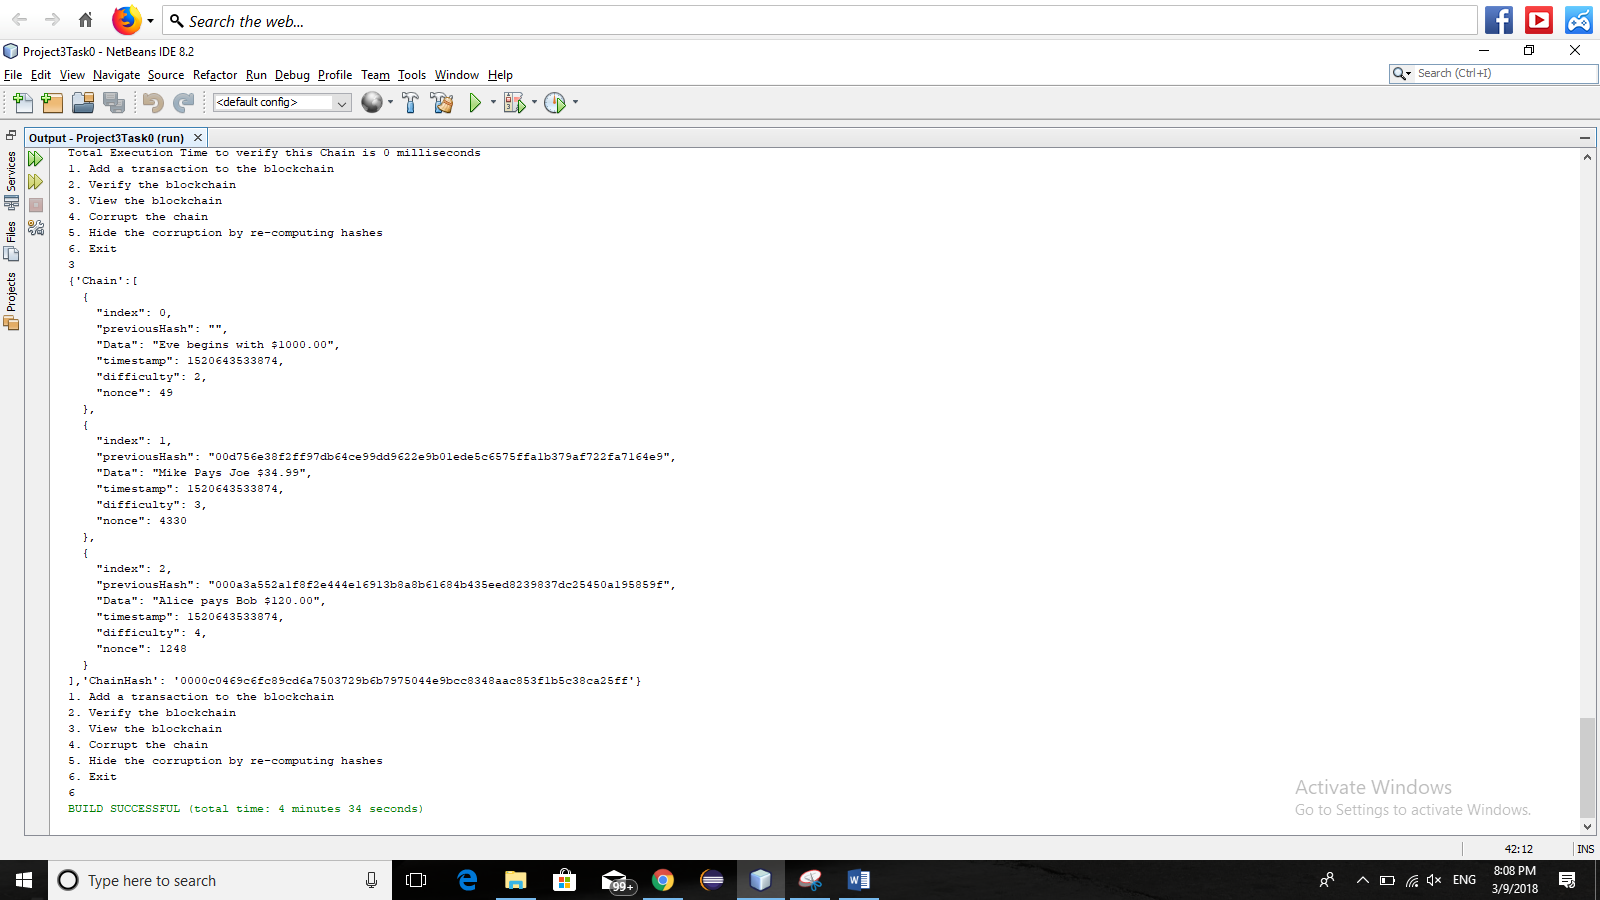 Search the web...
Project3Task0 - NetBeans IDE 8.2
File Edit View Navigate Source Refactor Run Debug Profile Team Tools Window Help
Search (Ctrl+I)
<default config>
Output - Project3Task0 (run)
Services
Files
Projects
Total Execution Time to verify this Chain is 0 milliseconds
1. Add a transaction to the blockchain
2. Verify the blockchain
3. View the blockchain
4. Corrupt the chain
5. Hide the corruption by re-computing hashes
6. Exit
3
{'Chain':[
{
"index": 0,
"previousHash": "",
"Data": "Eve begins with $1000.00",
"timestamp": 1520643533874,
"difficulty": 2,
"nonce": 49
},
{
"index": 1,
"previousHash": "00d756e38f2ff97db64ce99dd9622e9b01ede5c6575ffa1b379af722fa7164e9",
"Data": "Mike Pays Joe $34.99",
"timestamp": 1520643533874,
"difficulty": 3,
"nonce": 4330
},
{
"index": 2,
"previousHash": "000a3a552a1f8f2e444e16913b8a8b61684b435eed8239837dc25450a195859f",
"Data": "Alice pays Bob $120.00",
"timestamp": 1520643533874,
"difficulty": 4,
"nonce": 1248
}
],'ChainHash': '0000c0469c6fc89cd6a7503729b6b7975044e9bcc8348aac853f1b5c38ca25ff'}
1. Add a transaction to the blockchain
2. Verify the blockchain
3. View the blockchain
4. Corrupt the chain
5. Hide the corruption by re-computing hashes
6. Exit
6
BUILD SUCCESSFUL (total time: 4 minutes 34 seconds)
Activate Windows
Go to Settings to activate Windows.
42:12 INS
Type here to search
99+
ENG
8:08 PM
3/9/2018